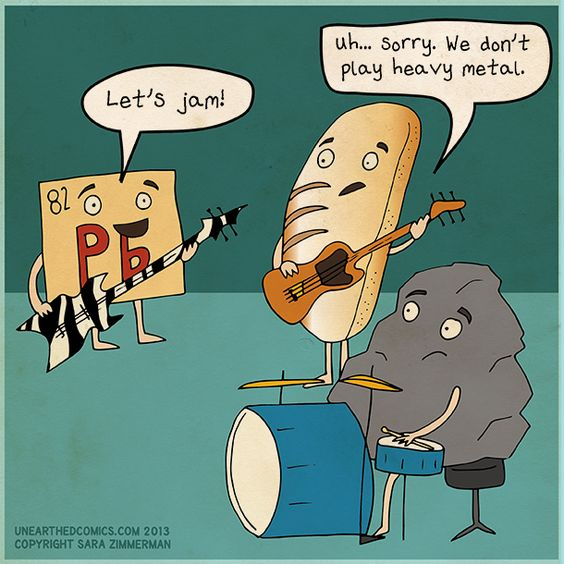 Let's jam!
Uh... Sorry. We don't
play heavy metal.
82
Pb
UNEARTHEDCOMICS.COM 2013
COPYRIGHT SARA ZIMMERMAN